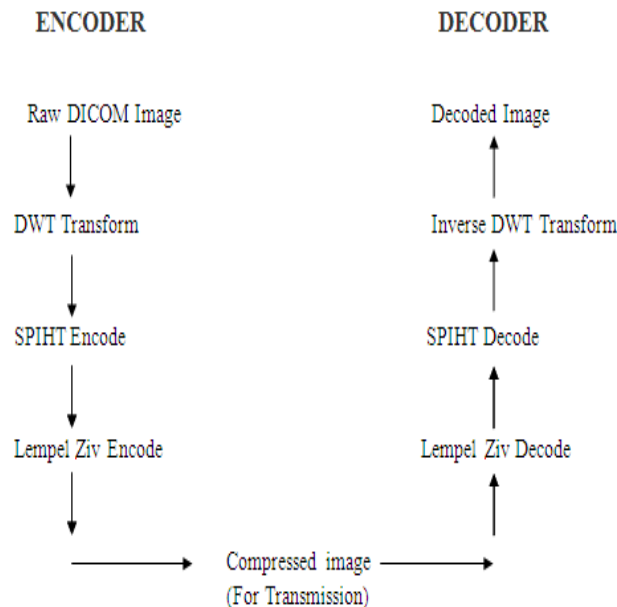 ENCODER
DECODER
Raw DICOM Image
Decoded Image
DWT Transform
Inverse DWT Transform
SPIHT Encode
SPIHT Decode
Lempel Ziv Encode
Lempel Ziv Decode
Compressed image
(For Transmission)